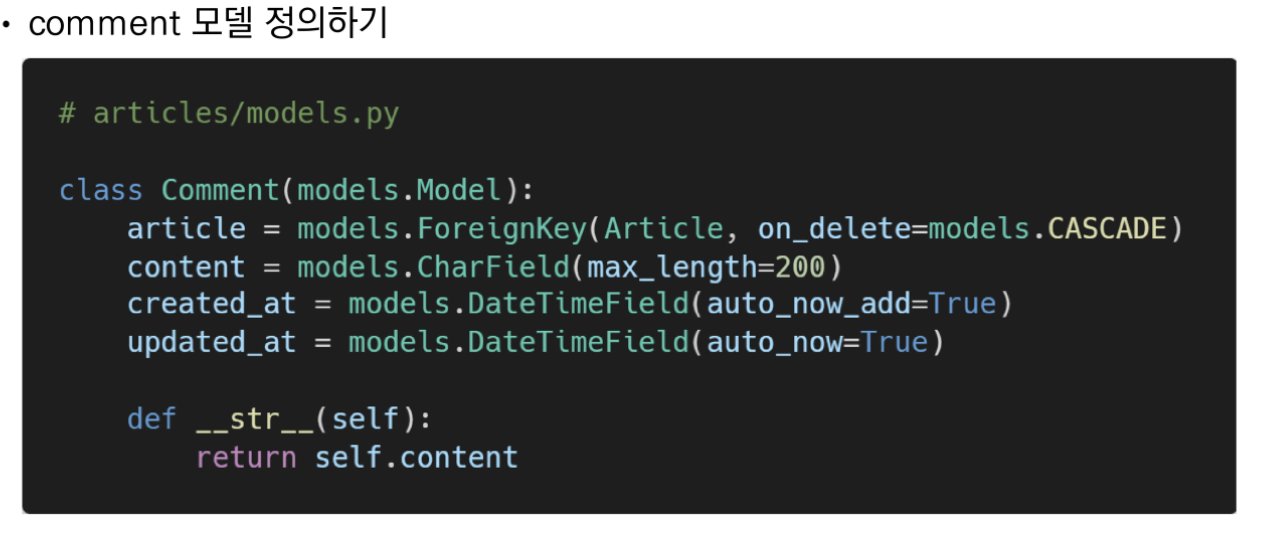 • comment 모델 정의하기
# articles/models.py
class Comment(models.Model):
    article = models.ForeignKey(Article, on_delete=models.CASCADE)
    content = models.CharField(max_length=200)
    created_at = models.DateTimeField(auto_now_add=True)
    updated_at = models.DateTimeField(auto_now=True)
    def __str__(self):
        return self.content